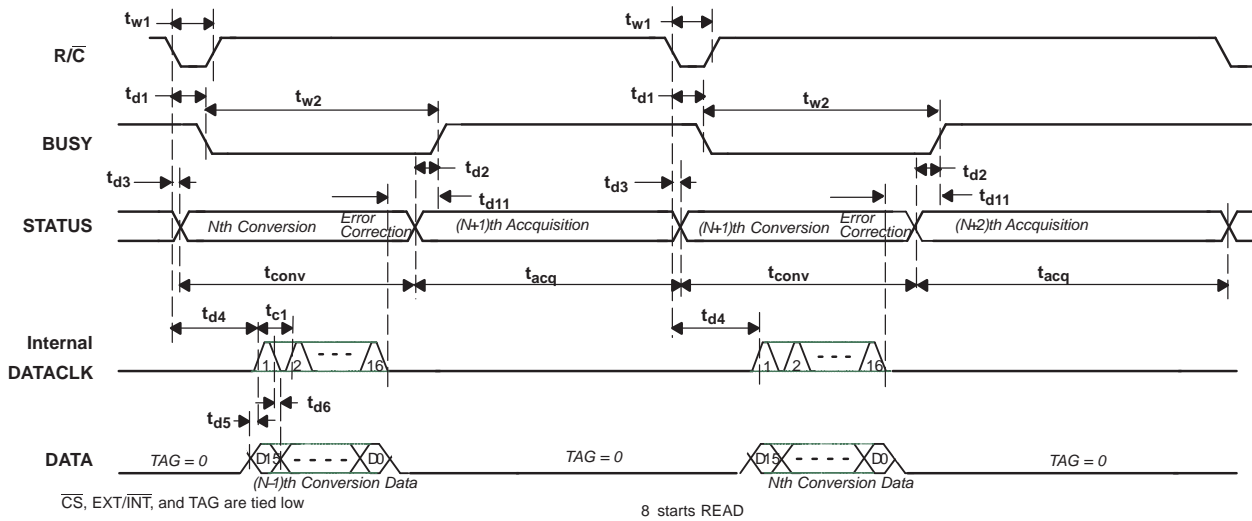 tw1 tw1
R/C
td1 tw2 td1 tw2
BUSY
td2 td2
td3 td11 td3 td11
STATUS Nth Conversion Error Correction (N+1)th Accquisition (N+1)th Conversion Error Correction (N+2)th Accquisition
tconv tacq tconv tacq
td4 tc1 td4
Internal
DATACLK 1 2 - - - 16 1 2 - - - 16
td5 td6
DATA TAG = 0 D15 - - - - D0 TAG = 0 D15 - - - - D0 TAG = 0
(N-1)th Conversion Data Nth Conversion Data
CS, EXT/INT, and TAG are tied low
8 starts READ